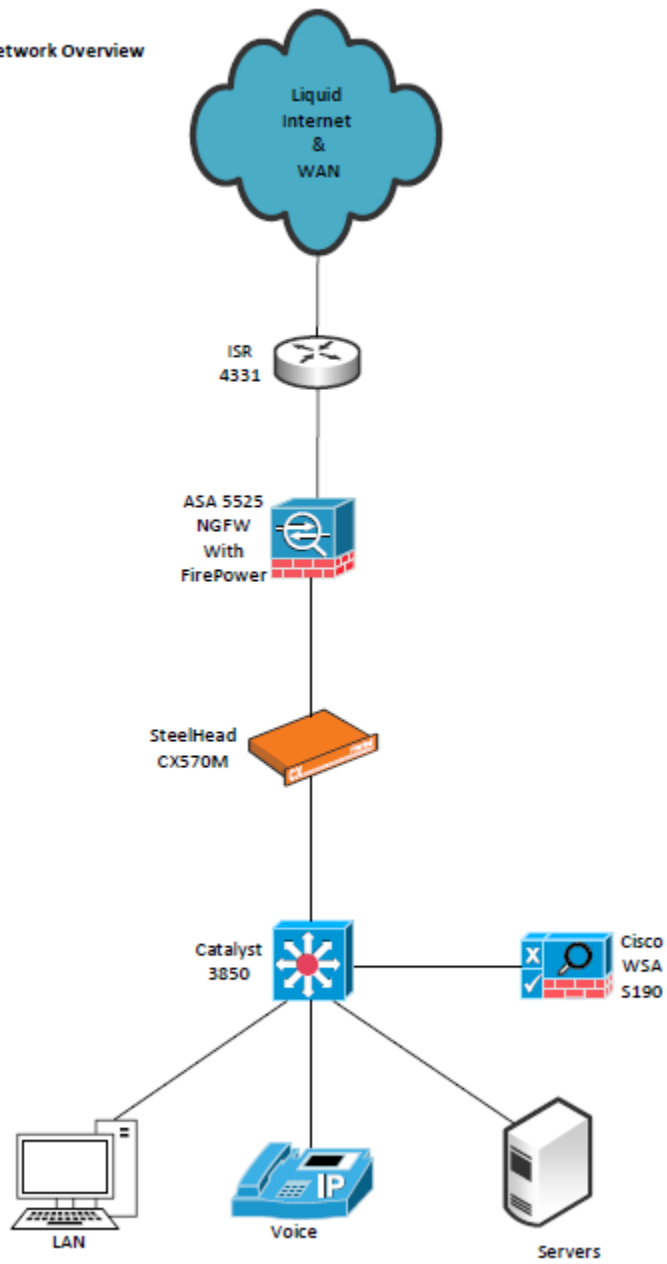 etwork Overview
Liquid
Internet
&
WAN
ISR
4331
ASA 5525
NGFW
With
FirePower
SteelHead
CX570M
CX
Catalyst
3850
Cisco
WSA
S190
LAN
IP
Voice
Servers